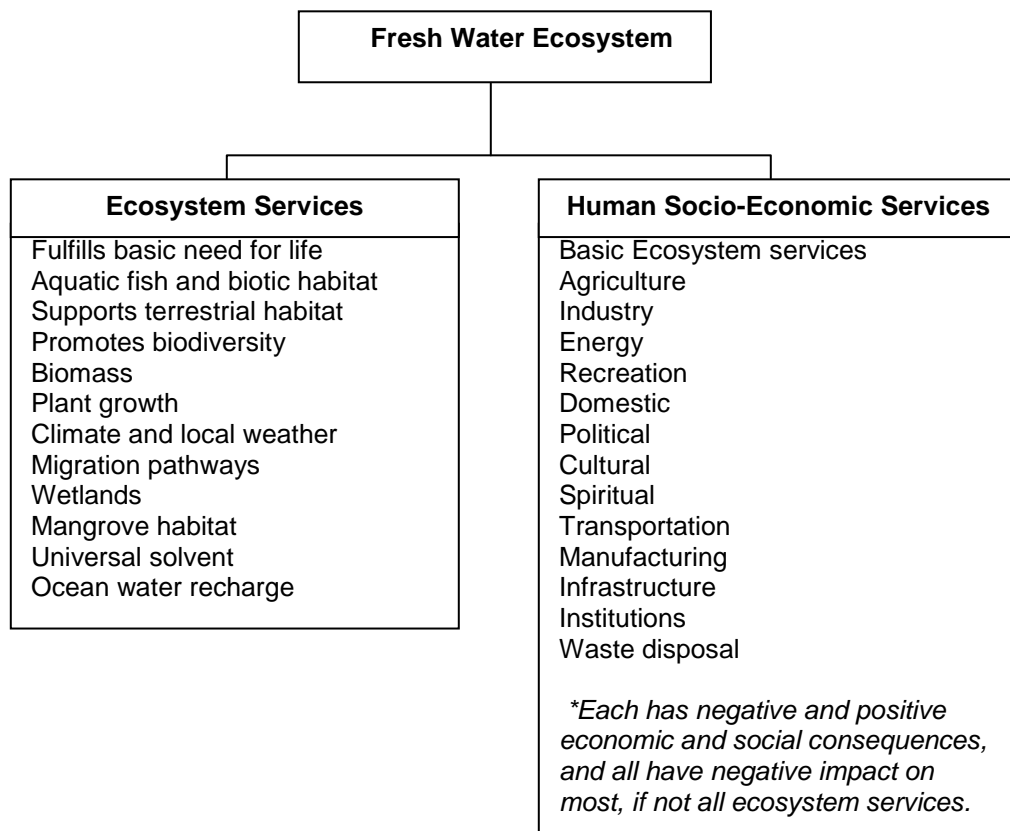 Fresh Water Ecosystem
Ecosystem Services
Fulfills basic need for life
Aquatic fish and biotic habitat
Supports terrestrial habitat
Promotes biodiversity
Biomass
Plant growth
Climate and local weather
Migration pathways
Wetlands
Mangrove habitat
Universal solvent
Ocean water recharge
Human Socio-Economic Services
Basic Ecosystem services
Agriculture
Industry
Energy
Recreation
Domestic
Political
Cultural
Spiritual
Transportation
Manufacturing
Infrastructure
Institutions
Waste disposal
*Each has negative and positive
economic and social consequences,
and all have negative impact on
most, if not all ecosystem services.